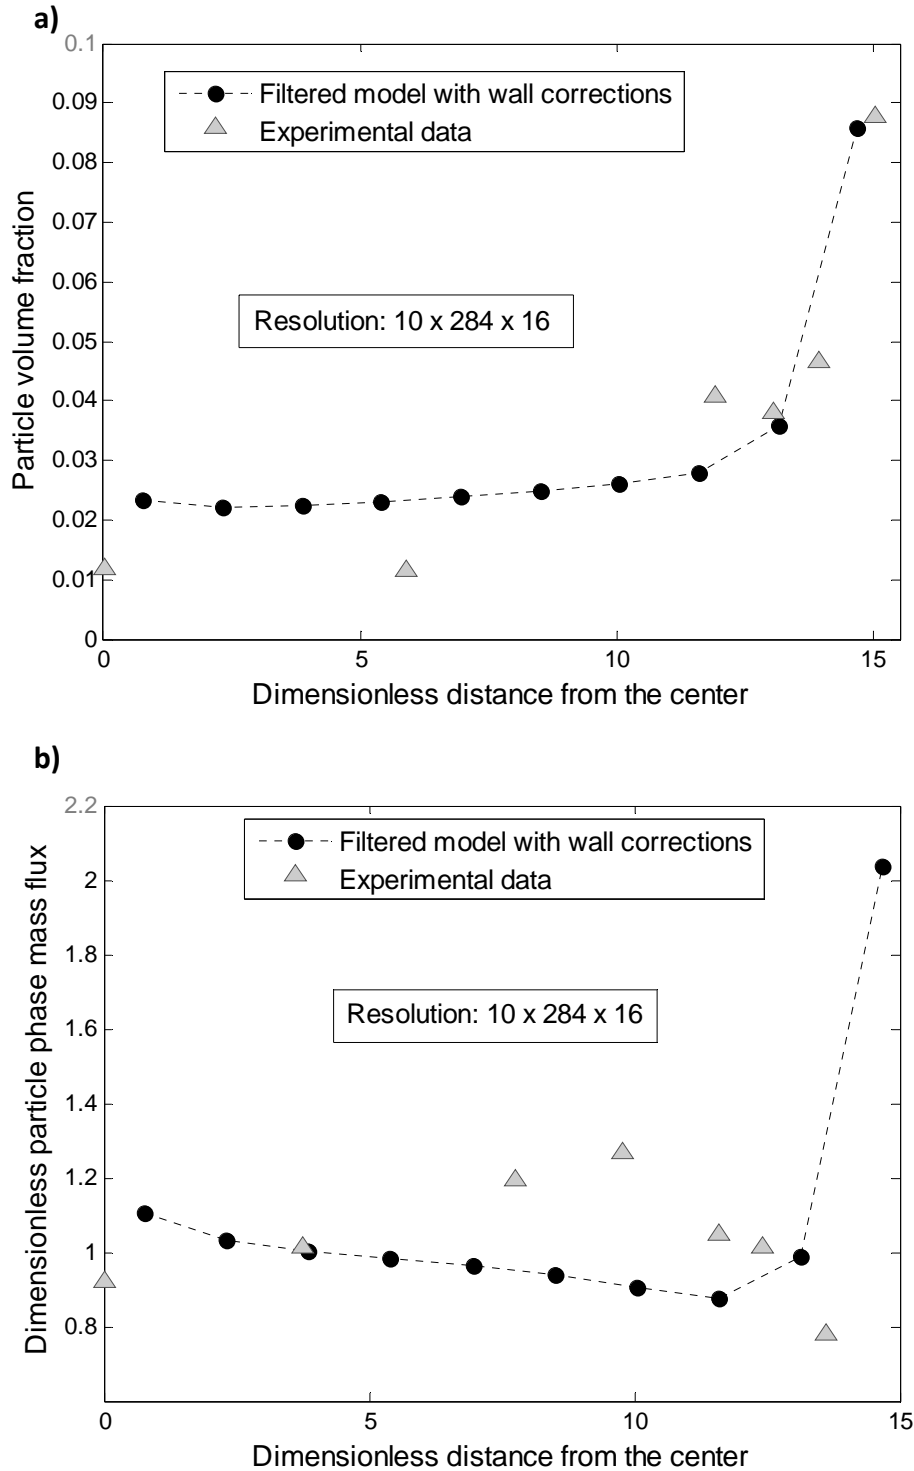 a)
0.1
0.09
0.08
0.07
0.06
0.05
0.04
0.03
0.02
0.01
0
Particle volume fraction
Filtered model with wall corrections
Experimental data
Resolution: 10 x 284 x 16
0
5
10
15
Dimensionless distance from the center
b)
2.2
2
1.8
1.6
1.4
1.2
1
0.8
Dimensionless particle phase mass flux
Filtered model with wall corrections
Experimental data
Resolution: 10 x 284 x 16
0
5
10
15
Dimensionless distance from the center